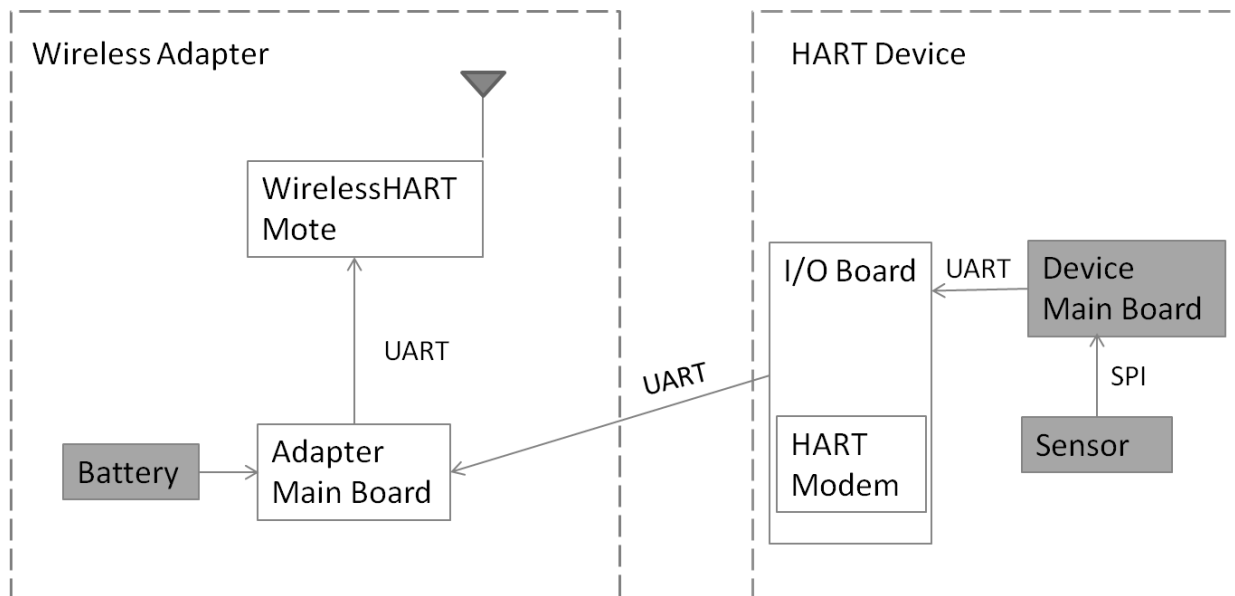 Wireless Adapter
HART Device
WirelessHART
Mote
I/O Board
UART
Device
Main Board
UART
UART
SPI
Battery
Adapter
Main Board
HART
Modem
Sensor